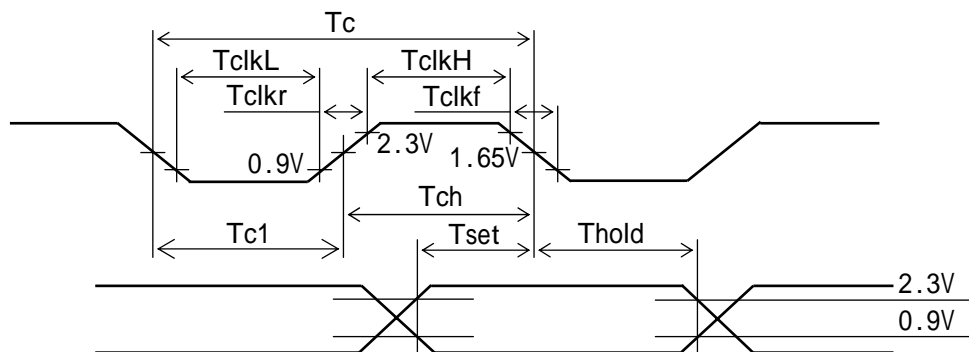 Tc
TclkL TclkH
Tclkr Tclkf
0.9V 2.3V 1.65V
Tch
Tc1 Tset Thold
2.3V
0.9V